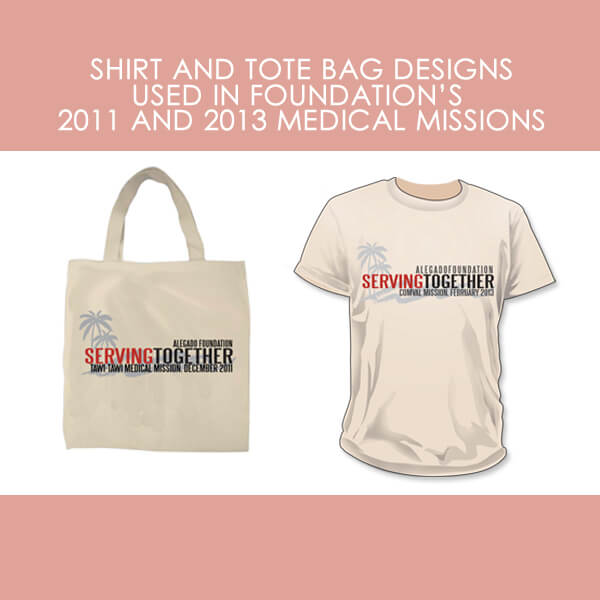 SHIRT AND TOTE BAG DESIGNS
USED IN FOUNDATION'S
2011 AND 2013 MEDICAL MISSIONS
ALEGADO FOUNDATION
SERVINGTOGETHER
TAWI-TAWI MEDICAL MISSION. DECEMBER 2011
ALEGADOFOUNDATION
SERVINGTOGETHER
COMVAL MISSION. FEBRUARY 2013